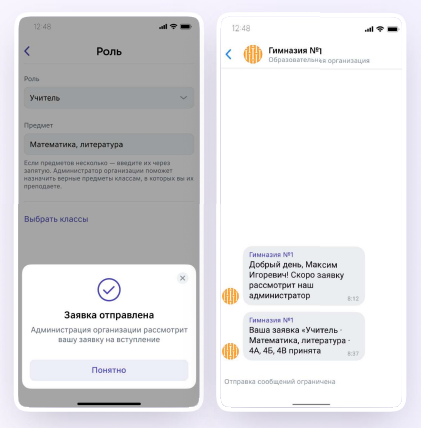 12:48
Роль
Роль
Учитель
Предмет
Математика, литература
Если предметов несколько — введите их через
запятую. Администратор организации поможет
назначить верные предметы классам, в которых вы их
преподаете.
Выбрать классы
Заявка отправлена
Администрация организации рассмотрит
вашу заявку на вступление
Понятно
12:48
Гимназия №1
Образовательная организация
Гимназия №1
Добрый день, Максим
Игоревич! Скоро заявку
рассмотрит наш
администратор
8:12
Гимназия №1
Ваша заявка «Учитель ·
Математика, литература ·
4А, 4Б, 4В принята
8:37
Отправка сообщений ограничена